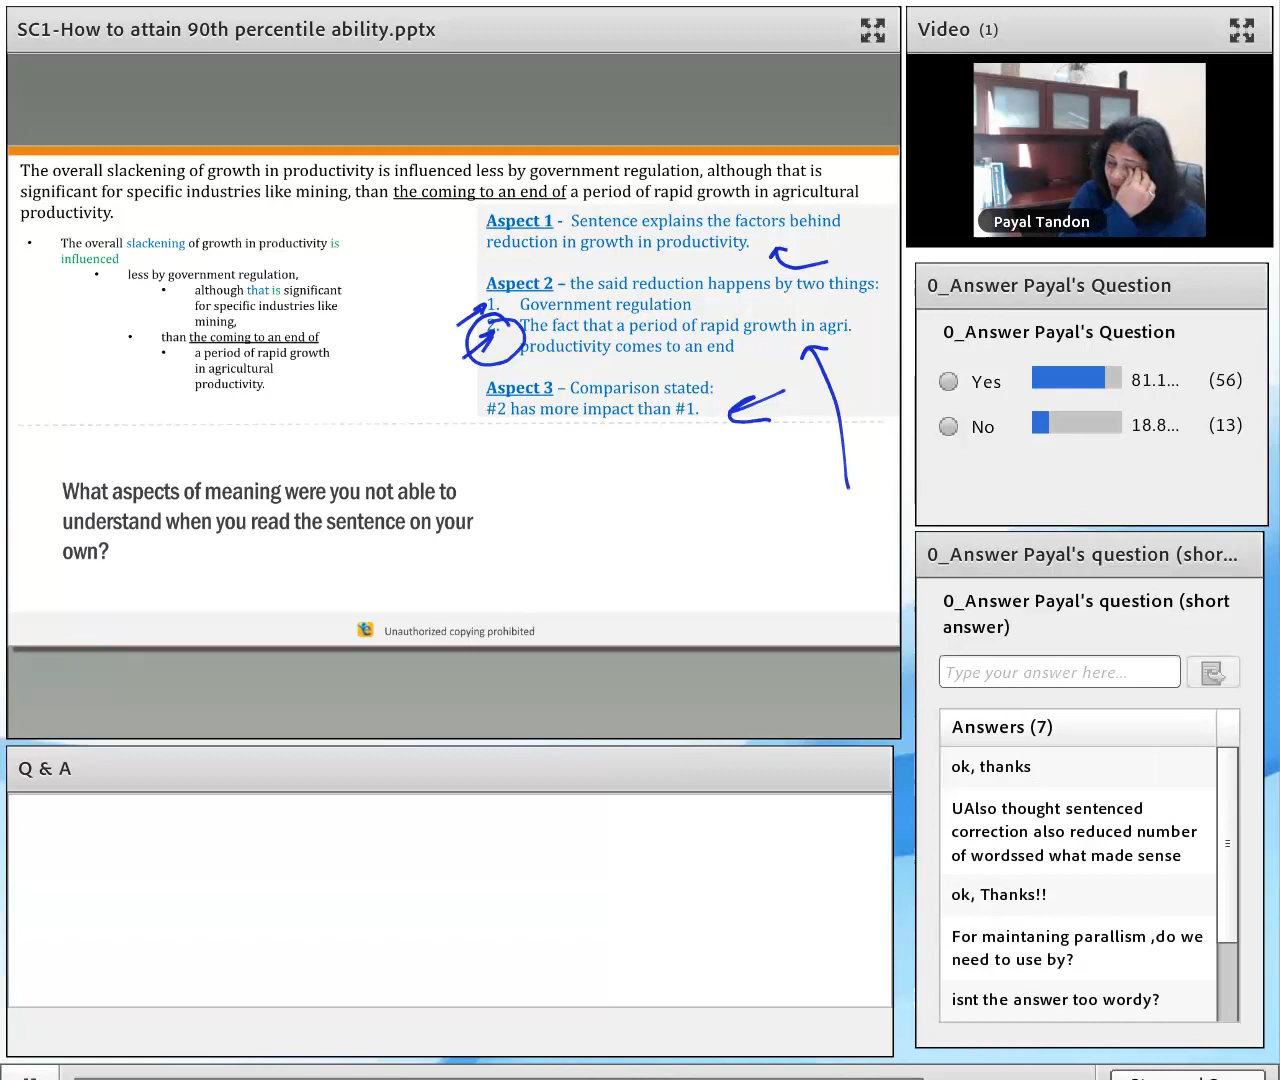 SC1-How to attain 90th percentile ability.pptx
The overall slackening of growth in productivity is influenced less by government regulation, although that is
significant for specific industries like mining, than the coming to an end of a period of rapid growth in agricultural
productivity.
• The overall slackening of growth in productivity is
influenced
• less by government regulation,
• although that is significant
for specific industries like
mining,
• than the coming to an end of
• a period of rapid growth
in agricultural
productivity.
Aspect 1 - Sentence explains the factors behind
reduction in growth in productivity.
Aspect 2 – the said reduction happens by two things:
1. Government regulation
The fact that a period of rapid growth in agri.
productivity comes to an end
Aspect 3 – Comparison stated:
#2 has more impact than #1.
What aspects of meaning were you not able to
understand when you read the sentence on your
own?
Unauthorized copying prohibited
Q & A
Video (1)
Payal Tandon
0_Answer Payal's Question
0_Answer Payal's Question
Yes 81.1... (56)
No 18.8... (13)
0_Answer Payal's question (shor...
0_Answer Payal's question (short
answer)
Type your answer here...
Answers (7)
ok, thanks
UAlso thought sentenced
correction also reduced number
of wordssed what made sense
ok, Thanks!!
For maintaning parallism ,do we
need to use by?
isnt the answer too wordy?